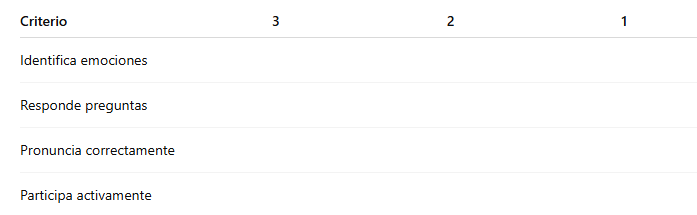 Criterio 3 2 1
Identifica emociones
Responde preguntas
Pronuncia correctamente
Participa activamente